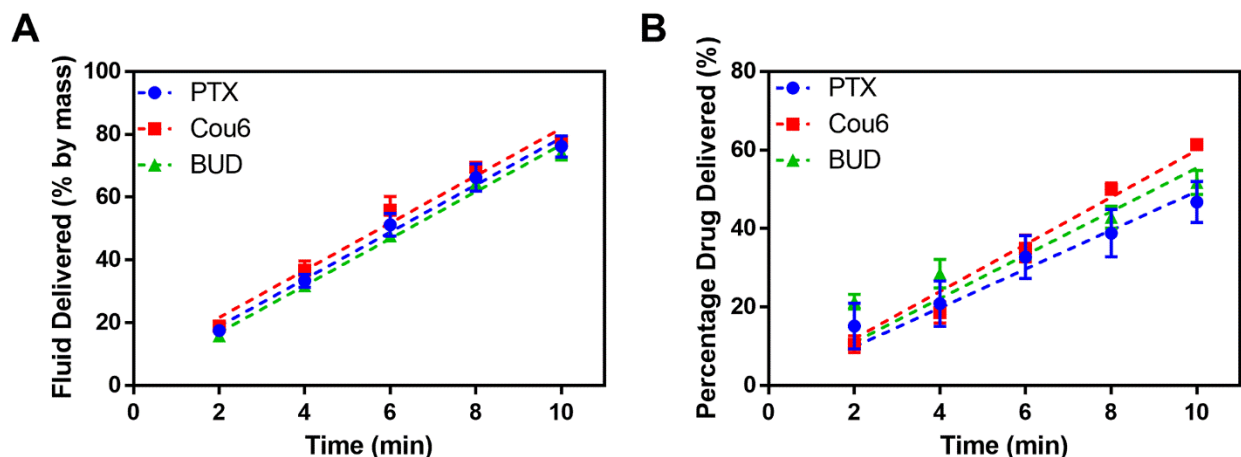 A
Fluid Delivered (% by mass)
100
80
60
40
20
0
PTX
Cou6
BUD
0 2 4 6 8 10
Time (min)
B
Percentage Drug Delivered (%)
80
60
40
20
0
PTX
Cou6
BUD
0 2 4 6 8 10
Time (min)